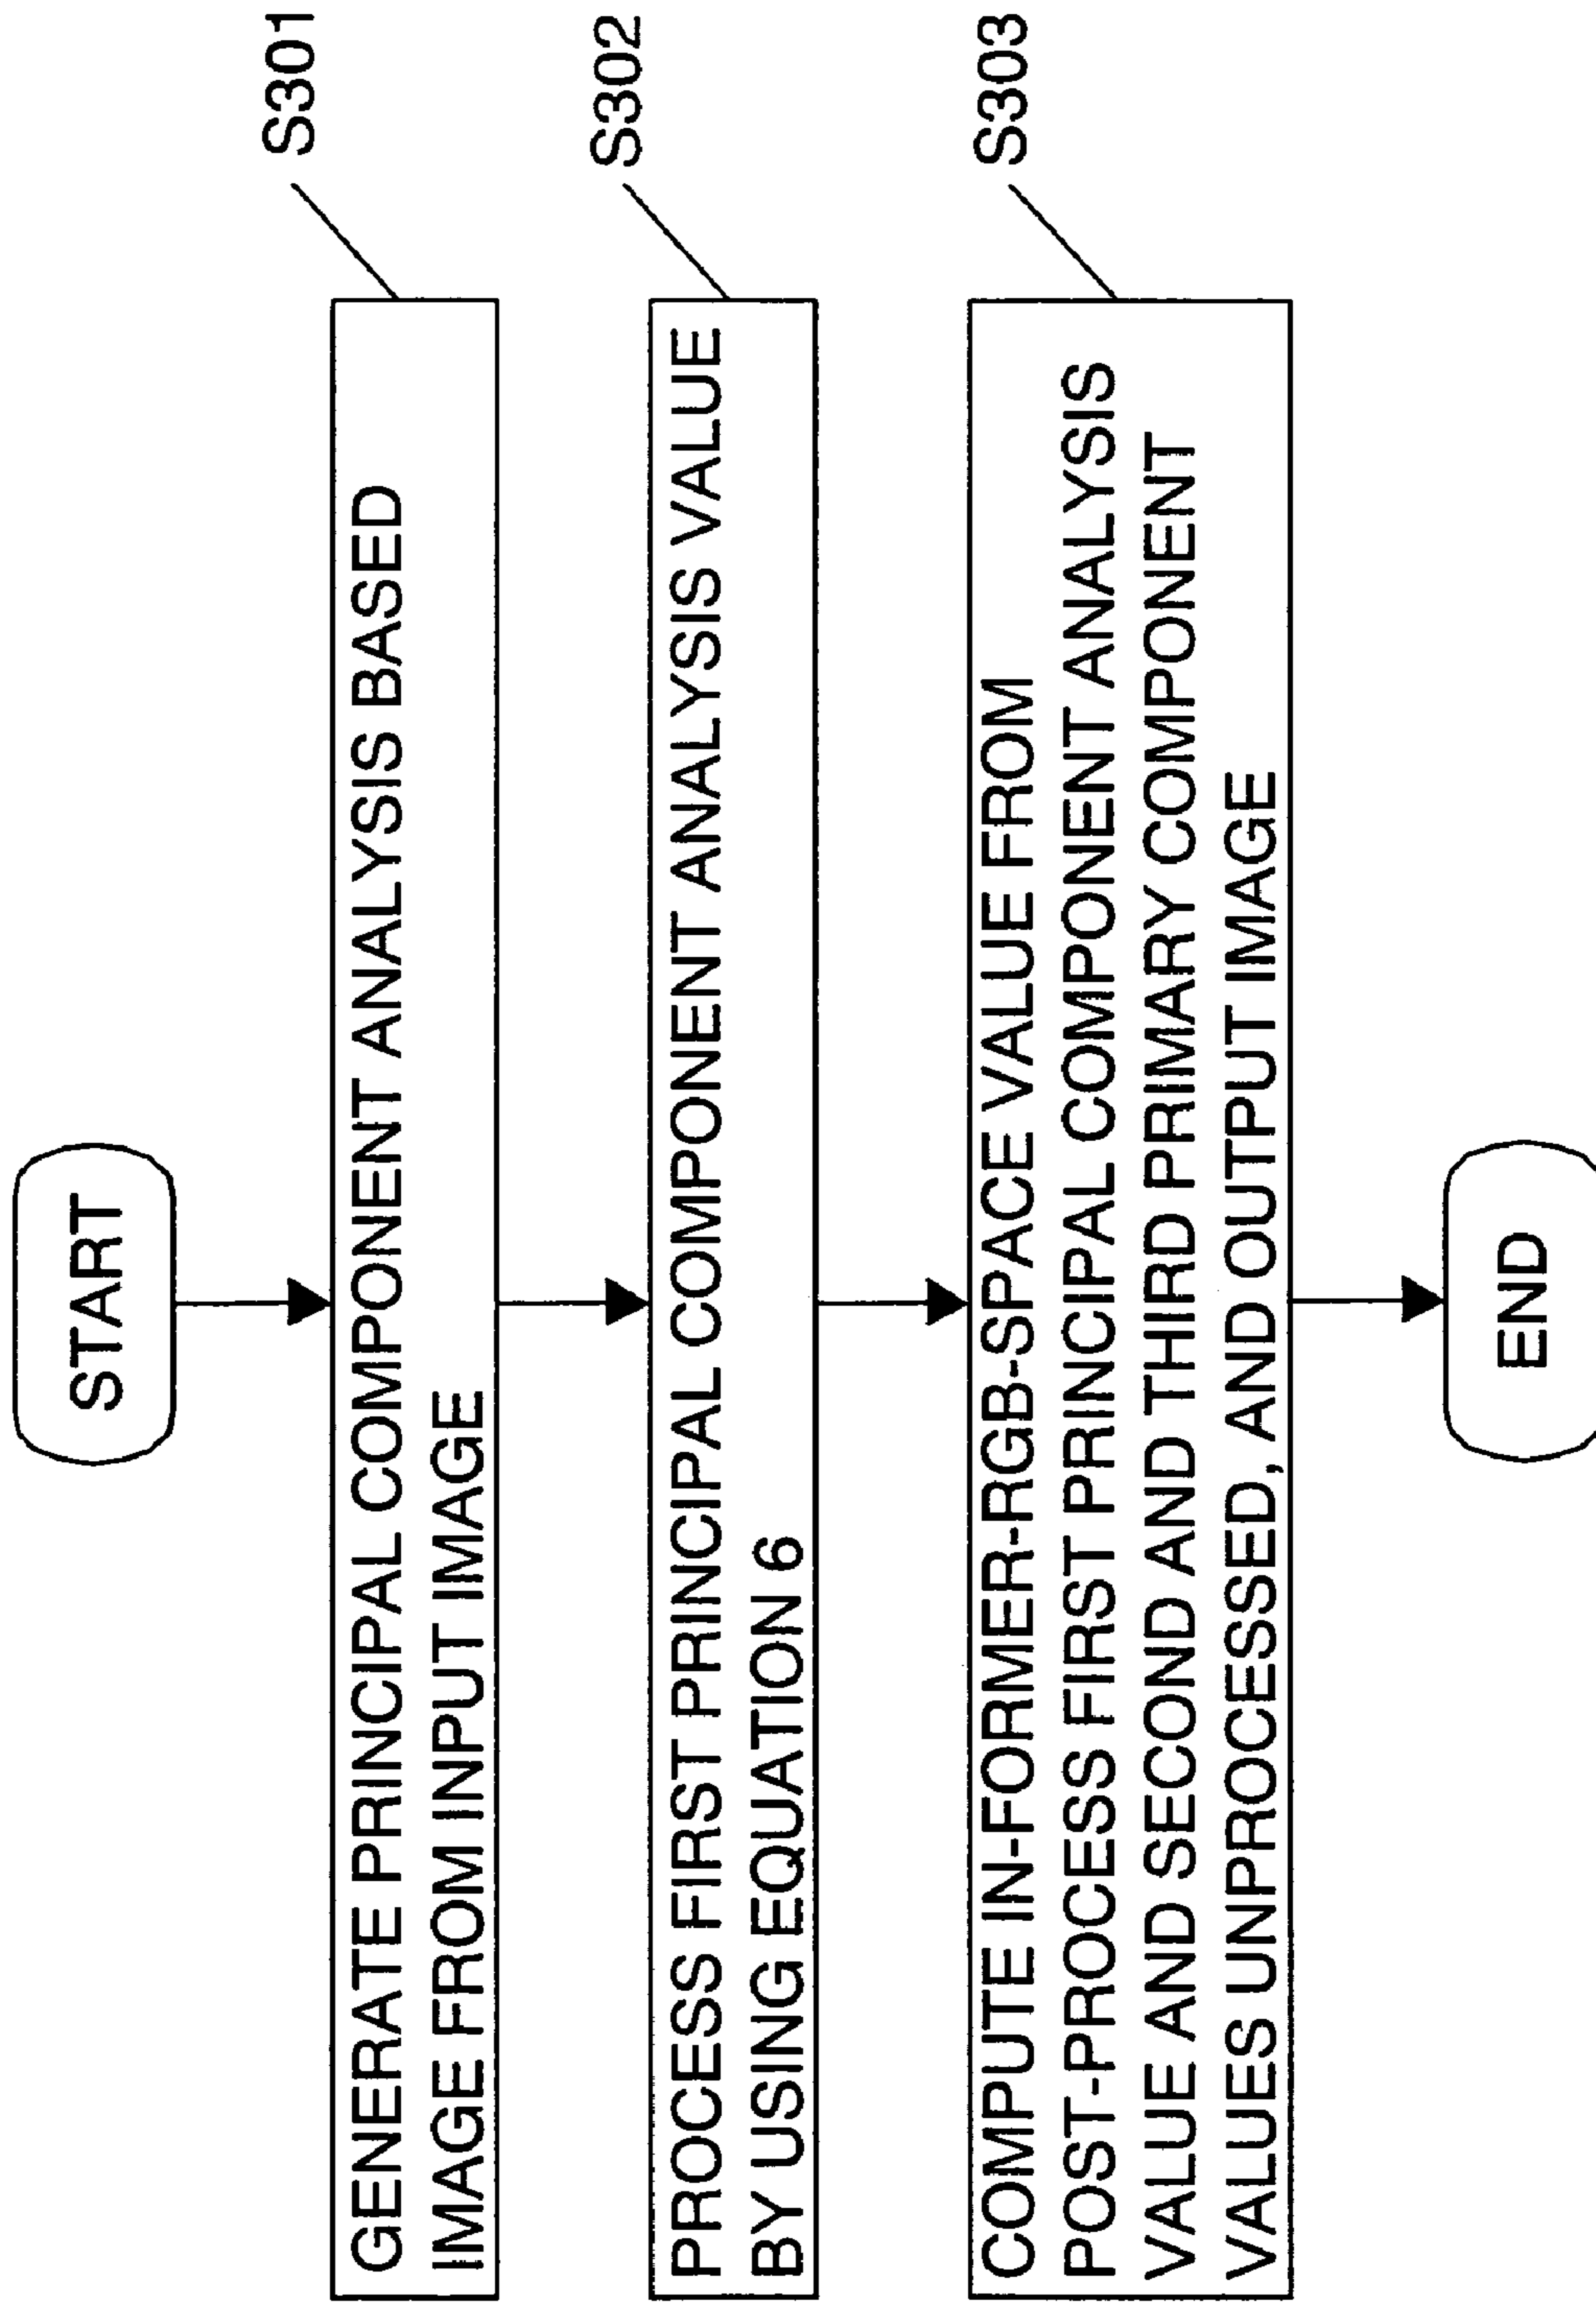 START
S301
GENERATE PRINCIPAL COMPONENT ANALYSIS BASED
IMAGE FROM INPUT IMAGE
S302
PROCESS FIRST PRINCIPAL COMPONENT ANALYSIS VALUE
BY USING EQUATION 6
S303
COMPUTE IN-FORMER-RGB-SPACE VALUE FROM
POST-PROCESS FIRST PRINCIPAL COMPONENT ANALYSIS
VALUE AND SECOND AND THIRD PRIMARY COMPONENT
VALUES UNPROCESSED, AND OUTPUT IMAGE
END